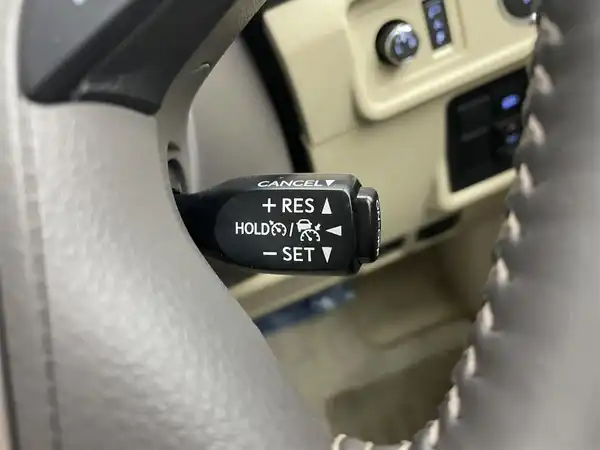 CANCEL▼
+ RES ▲
HOLD / ◀
− SET ▼